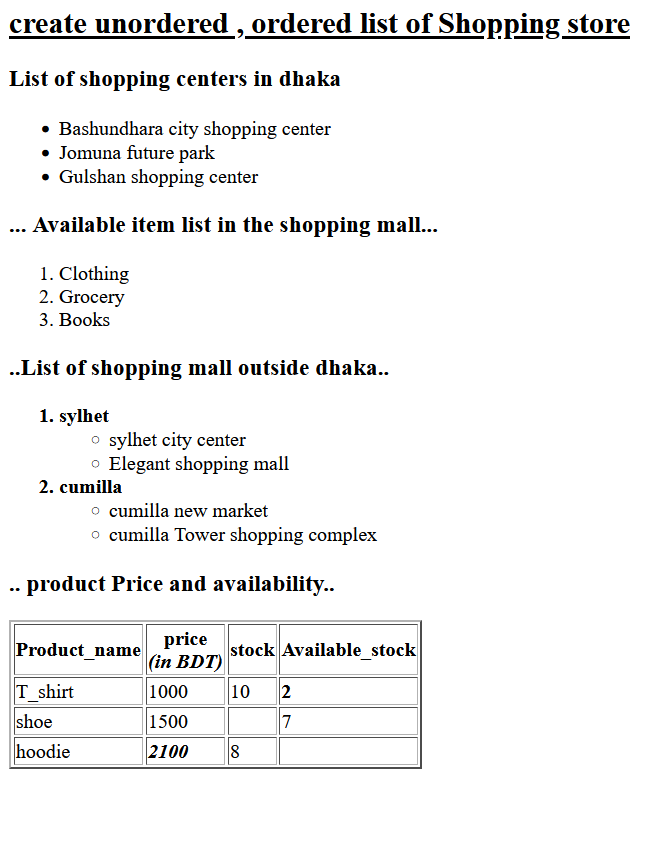 create unordered , ordered list of Shopping store
List of shopping centers in dhaka
• Bashundhara city shopping center
• Jomuna future park
• Gulshan shopping center
... Available item list in the shopping mall...
1. Clothing
2. Grocery
3. Books
..List of shopping mall outside dhaka..
1. sylhet
○ sylhet city center
○ Elegant shopping mall
2. cumilla
○ cumilla new market
○ cumilla Tower shopping complex
.. product Price and availability..
Product_name price (in BDT) stock Available_stock
T_shirt 1000 10 2
shoe 1500 7
hoodie 2100 8